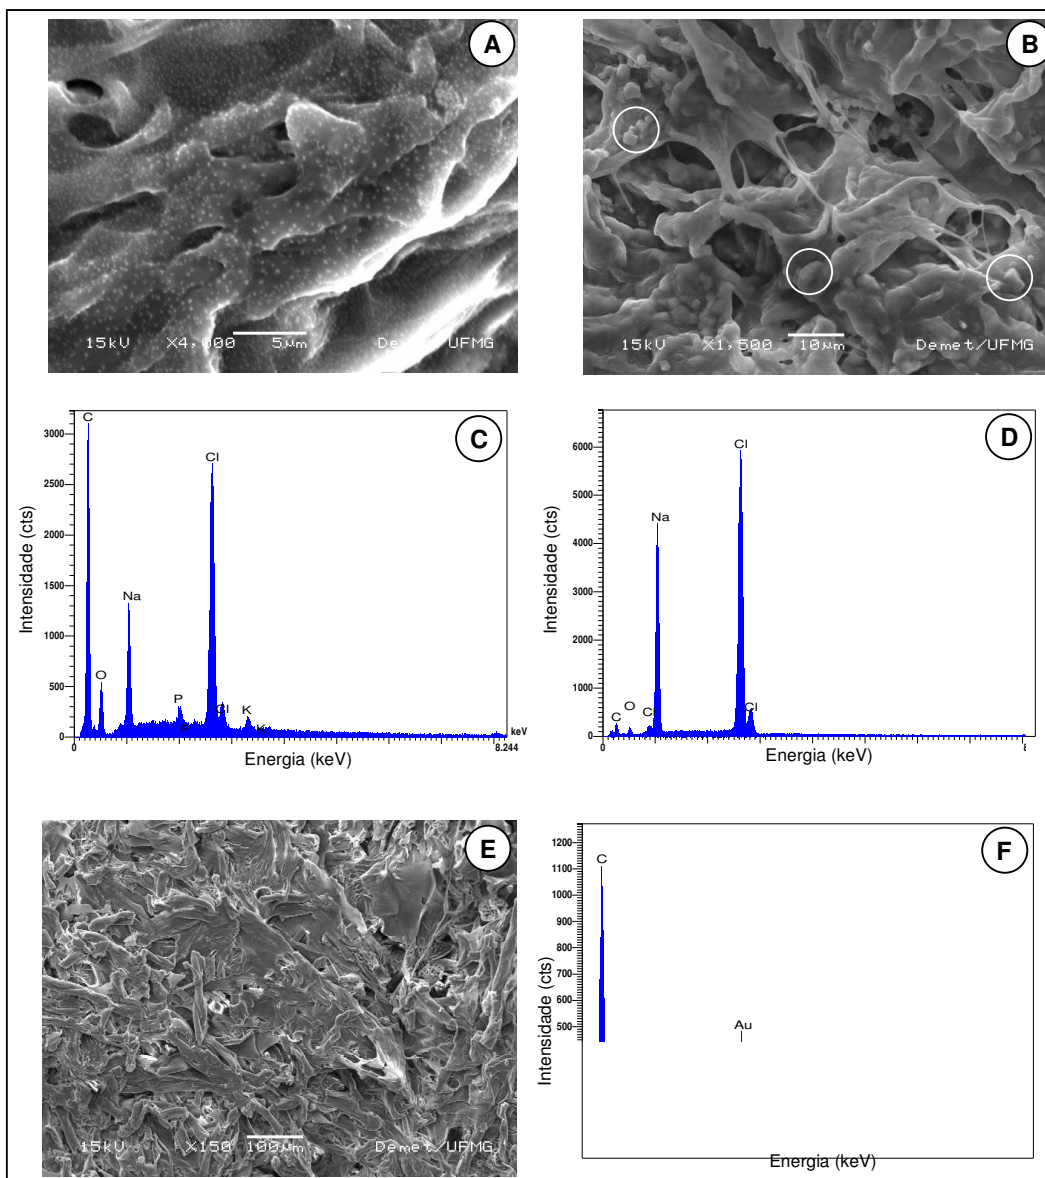 A
15kV X4,000 5µm Demet/UFMG
B
15kV X1,500 10µm Demet/UFMG
C
Intensidade (cts)
3000
2500
2000
1500
1000
500
0
C
O
Na
P
P
Cl
Cl
K
K
0
8.244
keV
Energia (keV)
D
Intensidade (cts)
6000
5000
4000
3000
2000
1000
0
C
O
Cl
Na
Cl
Cl
0
Energia (keV)
E
15kV X150 100µm Demet/UFMG
F
Intensidade (cts)
1200
1100
1000
900
800
700
600
500
C
Au
Energia (keV)